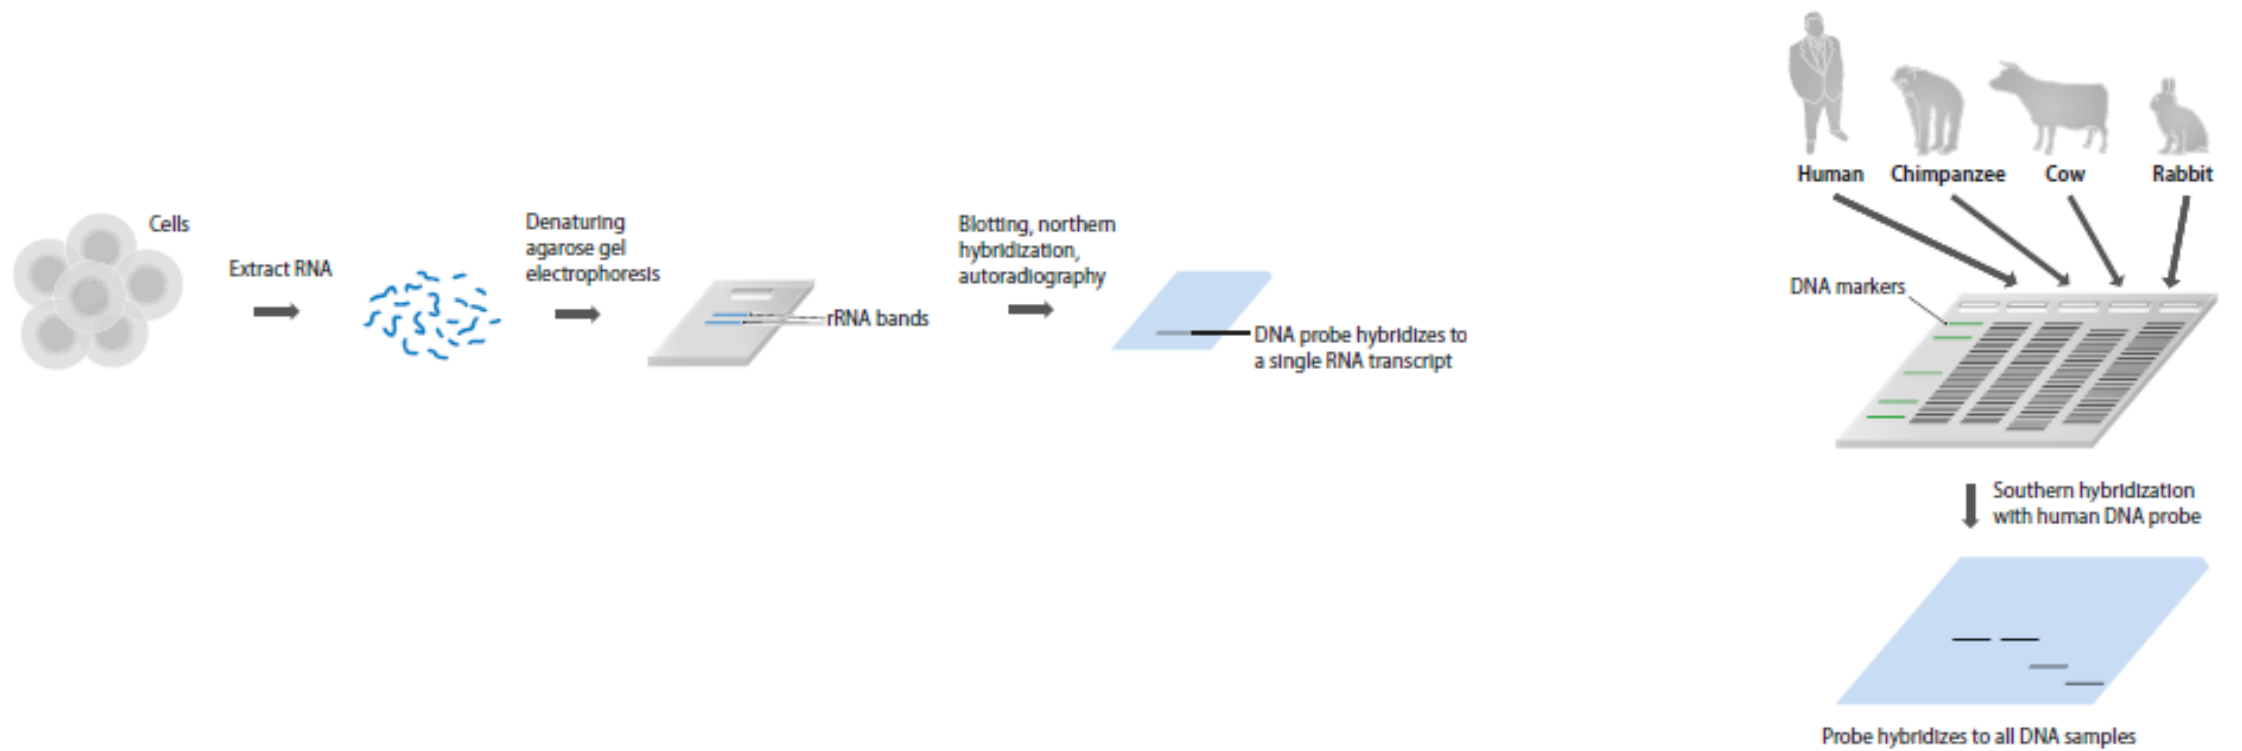 Cells
Extract RNA
Denaturing
agarose gel
electrophoresis
rRNA bands
Blotting, northern
hybridization,
autoradiography
DNA probe hybridizes to
a single RNA transcript
Human Chimpanzee Cow Rabbit
DNA markers
Southern hybridization
with human DNA probe
Probe hybridizes to all DNA samples